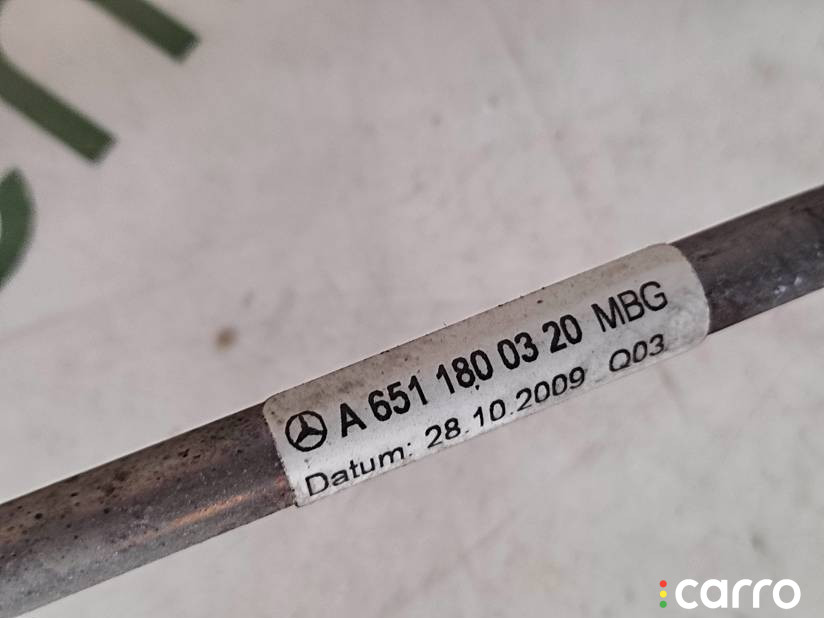 A 651 180 03 20 MBG
Datum: 28.10.2009 Q03
carro